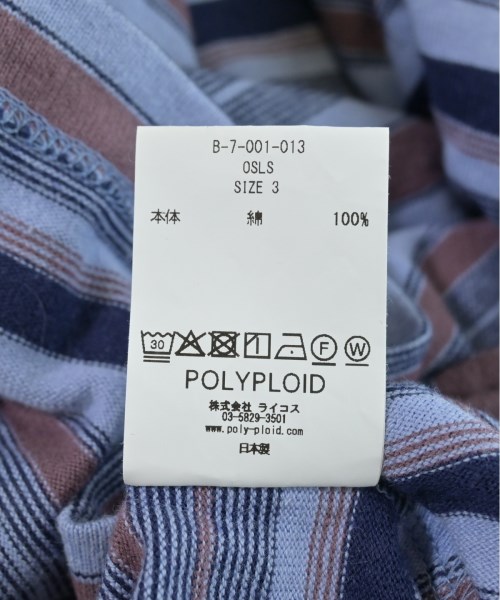 B-7-001-013
OSLS
SIZE 3
本体 綿 100%
30 F W
POLYPLOID
株式会社 ライコス
03-5829-3501
www.poly-ploid.com
日本製